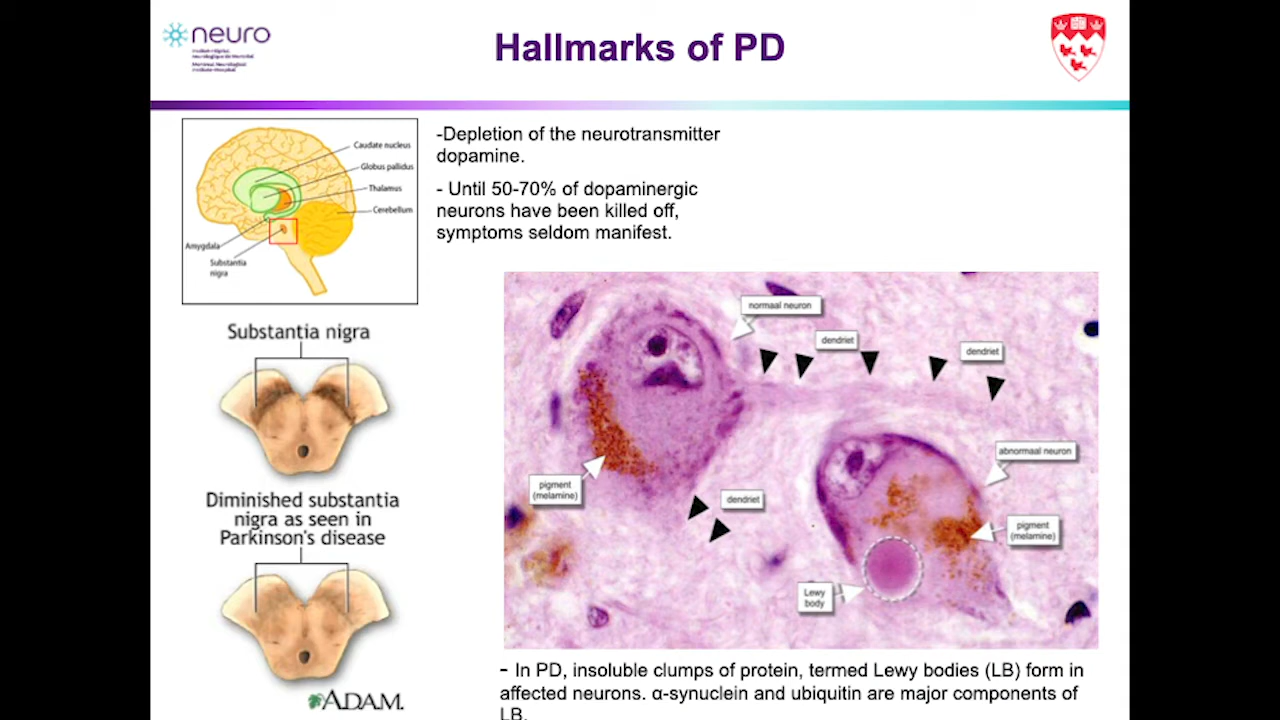 neuro
Hallmarks of PD
-Depletion of the neurotransmitter
dopamine.
- Until 50-70% of dopaminergic
neurons have been killed off,
symptoms seldom manifest.
Caudate nucleus
Globus pallidus
Thalamus
Cerebellum
Amygdala
Substantia
nigra
Substantia nigra
Diminished substantia
nigra as seen in
Parkinson's disease
ADAM.
normaal neuron
dendriet
dendriet
abnormaal neuron
pigment
(melamine)
dendriet
pigment
(melamine)
Lewy
body
- In PD, insoluble clumps of protein, termed Lewy bodies (LB) form in
affected neurons. α-synuclein and ubiquitin are major components of
LB.